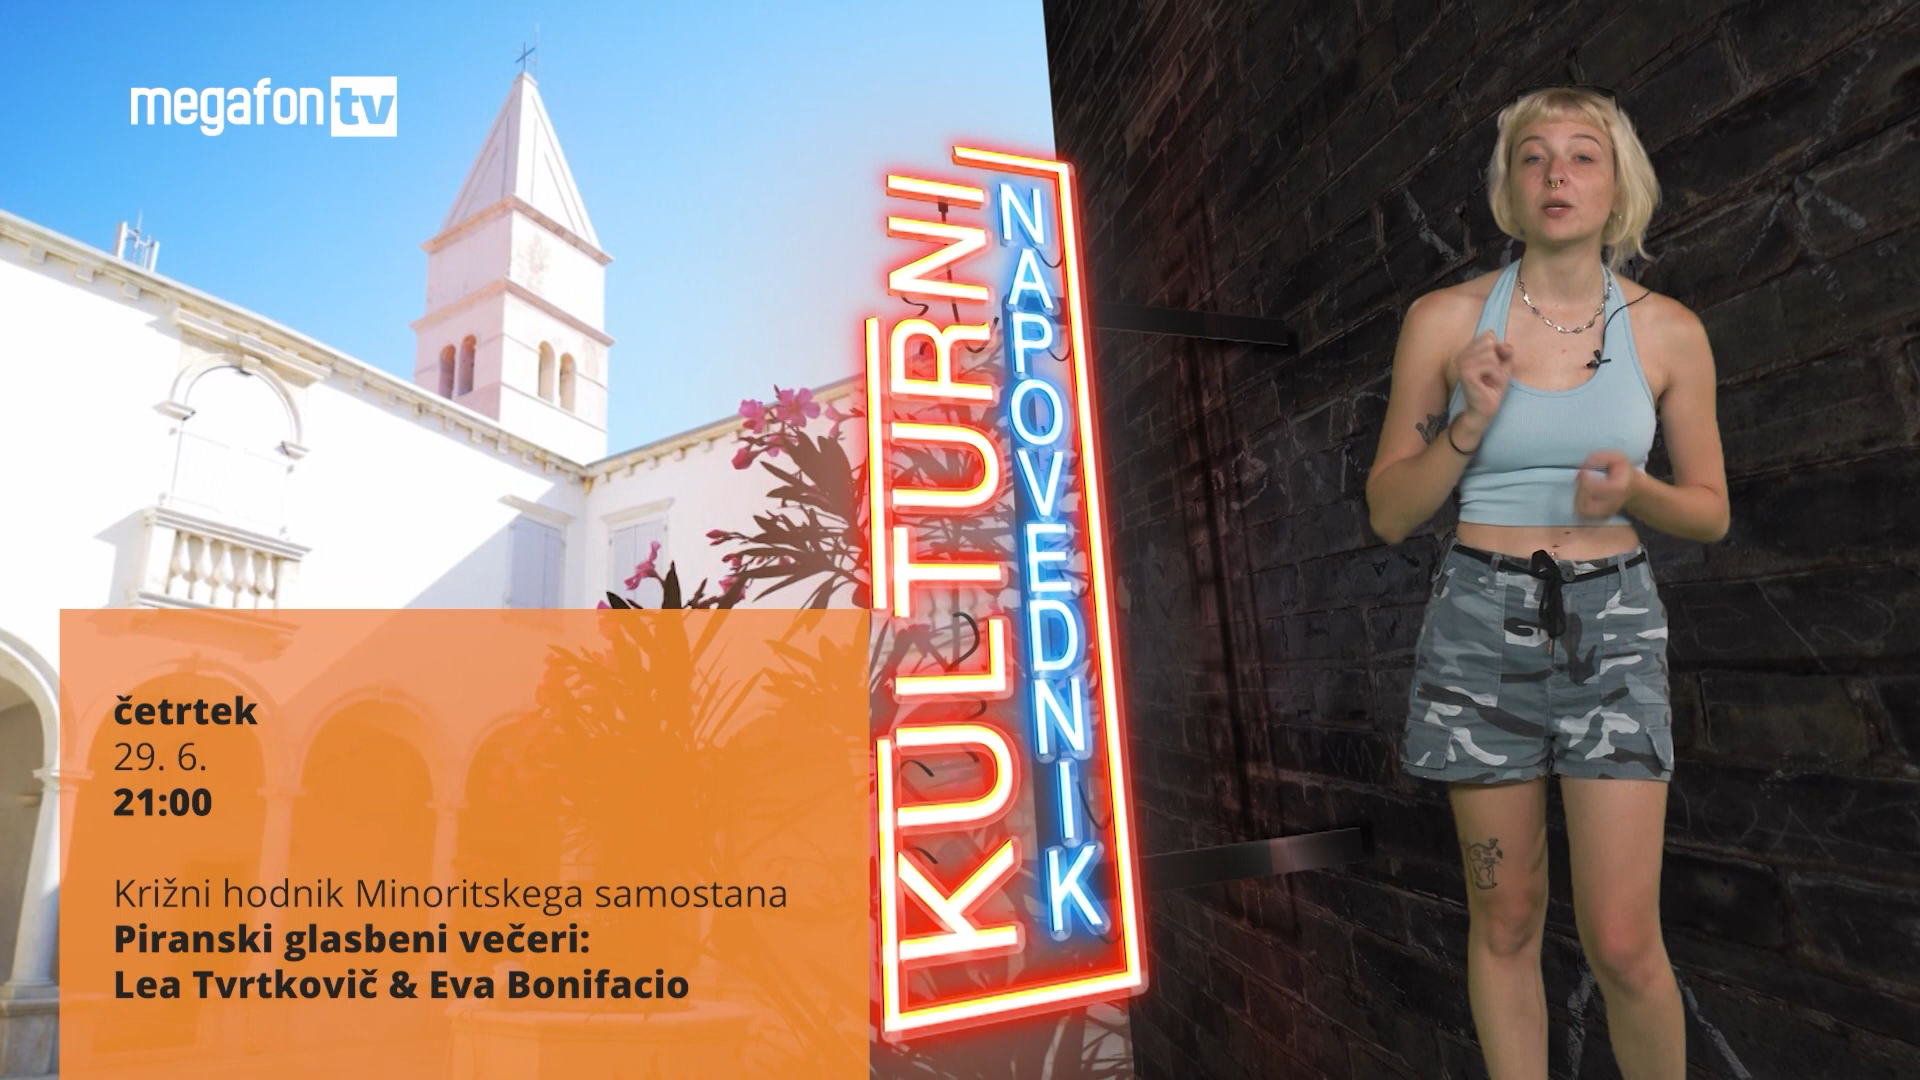 megafon tv
KULTURNI
NAPOVEDNIK
četrtek
29. 6.
21:00
Križni hodnik Minoritskega samostana
Piranski glasbeni večeri:
Lea Tvrtkovič & Eva Bonifacio